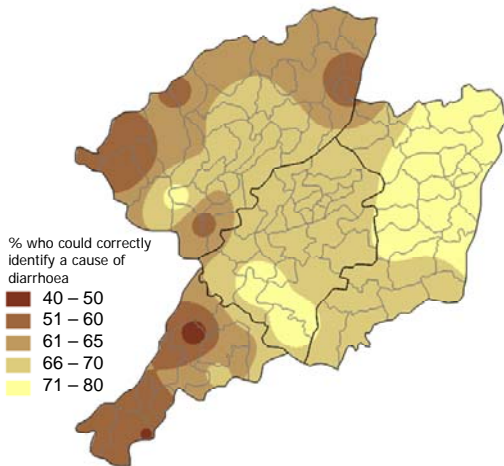 % who could correctly
identify a cause of
diarrhoea
40 – 50
51 – 60
61 – 65
66 – 70
71 – 80